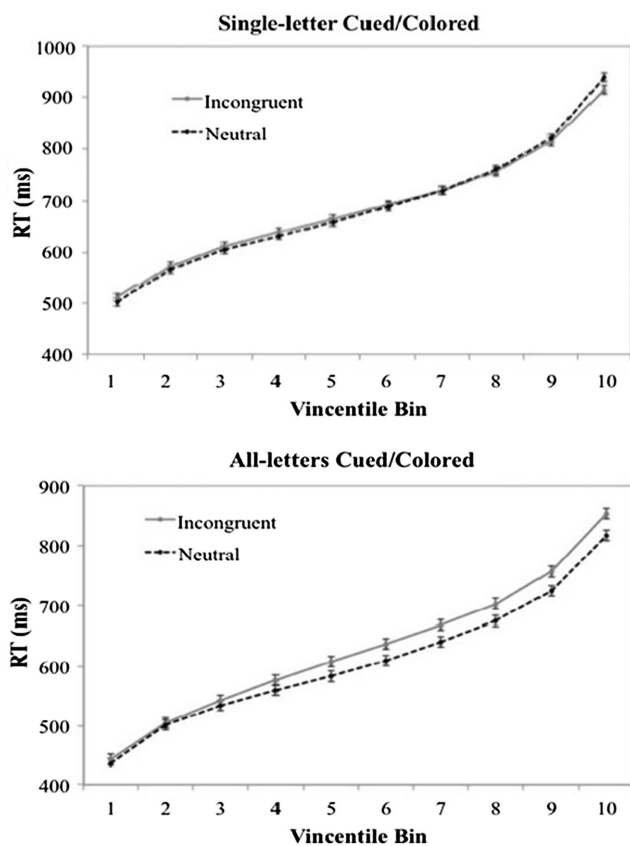 Single-letter Cued/Colored
1000
900
800
700
600
500
400
RT (ms)
Incongruent
Neutral
1 2 3 4 5 6 7 8 9 10
Vincentile Bin
All-letters Cued/Colored
900
800
700
600
500
400
RT (ms)
Incongruent
Neutral
1 2 3 4 5 6 7 8 9 10
Vincentile Bin